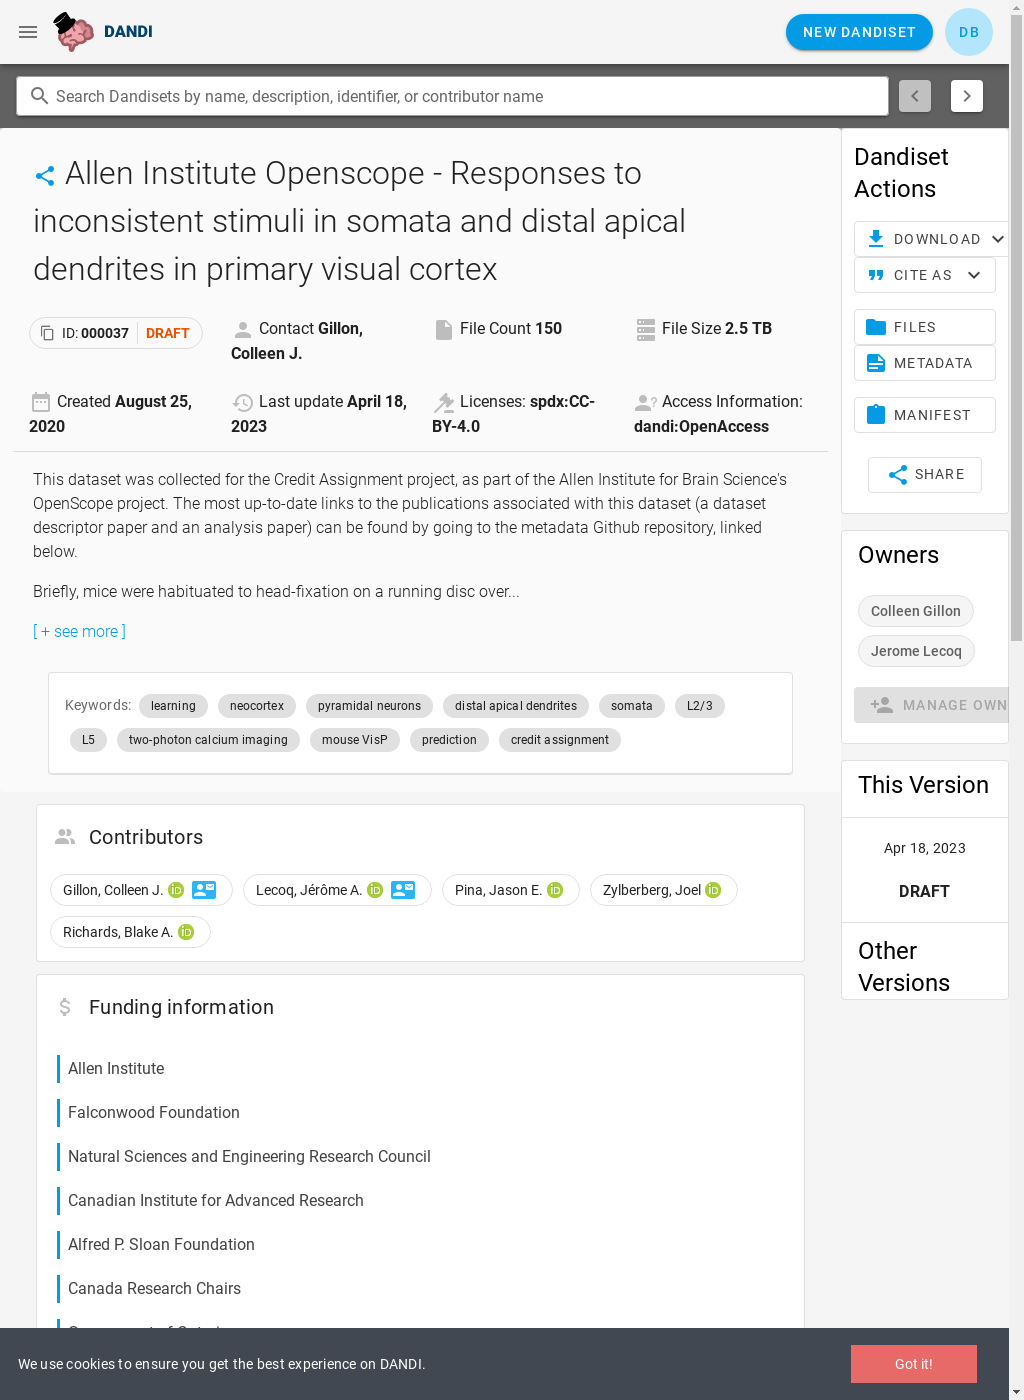 DANDI
NEW DANDISET
DB
Search Dandisets by name, description, identifier, or contributor name
Allen Institute Openscope - Responses to
inconsistent stimuli in somata and distal apical
dendrites in primary visual cortex
ID: 000037 DRAFT
Contact Gillon,
Colleen J.
File Count 150
File Size 2.5 TB
Created August 25,
2020
Last update April 18,
2023
Licenses: spdx:CC-
BY-4.0
Access Information:
dandi:OpenAccess
This dataset was collected for the Credit Assignment project, as part of the Allen Institute for Brain Science's
OpenScope project. The most up-to-date links to the publications associated with this dataset (a dataset
descriptor paper and an analysis paper) can be found by going to the metadata Github repository, linked
below.
Briefly, mice were habituated to head-fixation on a running disc over...
[ + see more ]
Keywords: learning neocortex pyramidal neurons distal apical dendrites somata L2/3
L5 two-photon calcium imaging mouse VisP prediction credit assignment
Contributors
Gillon, Colleen J. iD Lecoq, Jérôme A. iD Pina, Jason E. iD Zylberberg, Joel iD
Richards, Blake A. iD
Funding information
Allen Institute
Falconwood Foundation
Natural Sciences and Engineering Research Council
Canadian Institute for Advanced Research
Alfred P. Sloan Foundation
Canada Research Chairs
Dandiset
Actions
DOWNLOAD
CITE AS
FILES
METADATA
MANIFEST
SHARE
Owners
Colleen Gillon
Jerome Lecoq
MANAGE OWN
This Version
Apr 18, 2023
DRAFT
Other
Versions
We use cookies to ensure you get the best experience on DANDI.
Got it!